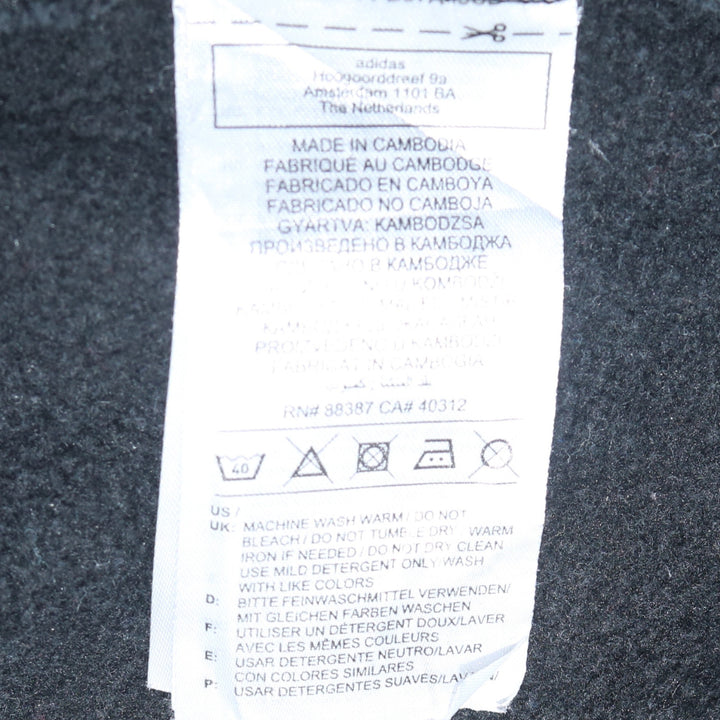 adidas
Hoogoorddreef 9a
Amsterdam 1101 BA
The Netherlands
MADE IN CAMBODIA
FABRIQUÉ AU CAMBODGE
FABRICADO EN CAMBOYA
FABRICADO NO CAMBOJA
GYÁRTVA: KAMBODZSA
ПРОИЗВЕДЕНО В КАМБОДЖА
В КАМБОДЖЕ
FABRICAT IN CAMBOGIA
RN# 88387 CA# 40312
40
US /
UK: MACHINE WASH WARM / DO NOT
BLEACH / DO NOT TUMBLE DRY / WARM
IRON IF NEEDED / DO NOT DRY CLEAN
USE MILD DETERGENT ONLY/WASH
WITH LIKE COLORS
D: BITTE FEINWASCHMITTEL VERWENDEN/
MIT GLEICHEN FARBEN WASCHEN
F: UTILISER UN DÉTERGENT DOUX/LAVER
AVEC LES MÊMES COULEURS
E: USAR DETERGENTE NEUTRO/LAVAR
CON COLORES SIMILARES
P: USAR DETERGENTES SUAVES/LAVAR/